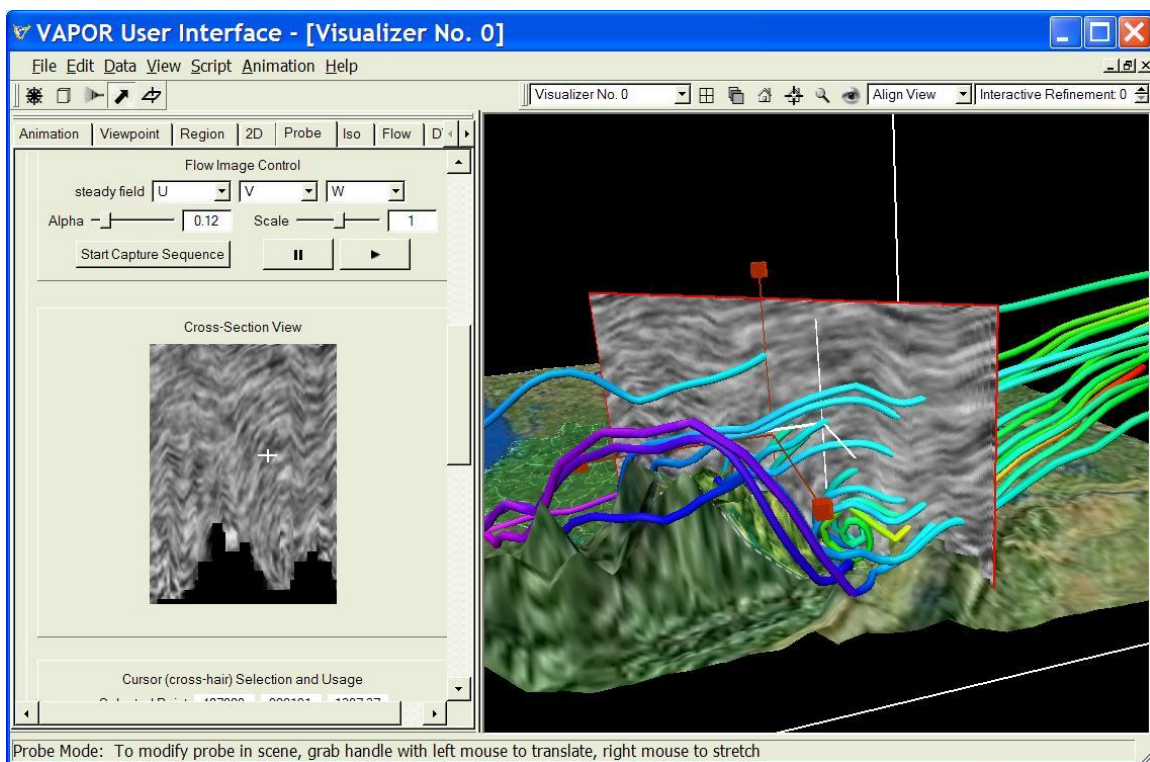 VAPOR User Interface - [Visualizer No. 0]
File Edit Data View Script Animation Help
Visualizer No. 0 Align View Interactive Refinement: 0
Animation Viewpoint Region 2D Probe Iso Flow
Flow Image Control
steady field U V W
Alpha 0.12 Scale 1
Start Capture Sequence
Cross-Section View
Cursor (cross-hair) Selection and Usage
Probe Mode: To modify probe in scene, grab handle with left mouse to translate, right mouse to stretch